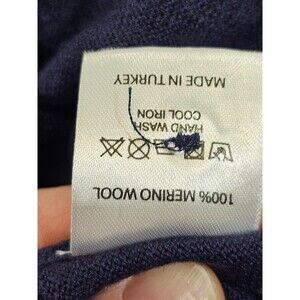 100% MERINO WOOL
HAND WASH
COOL IRON
MADE IN TURKEY